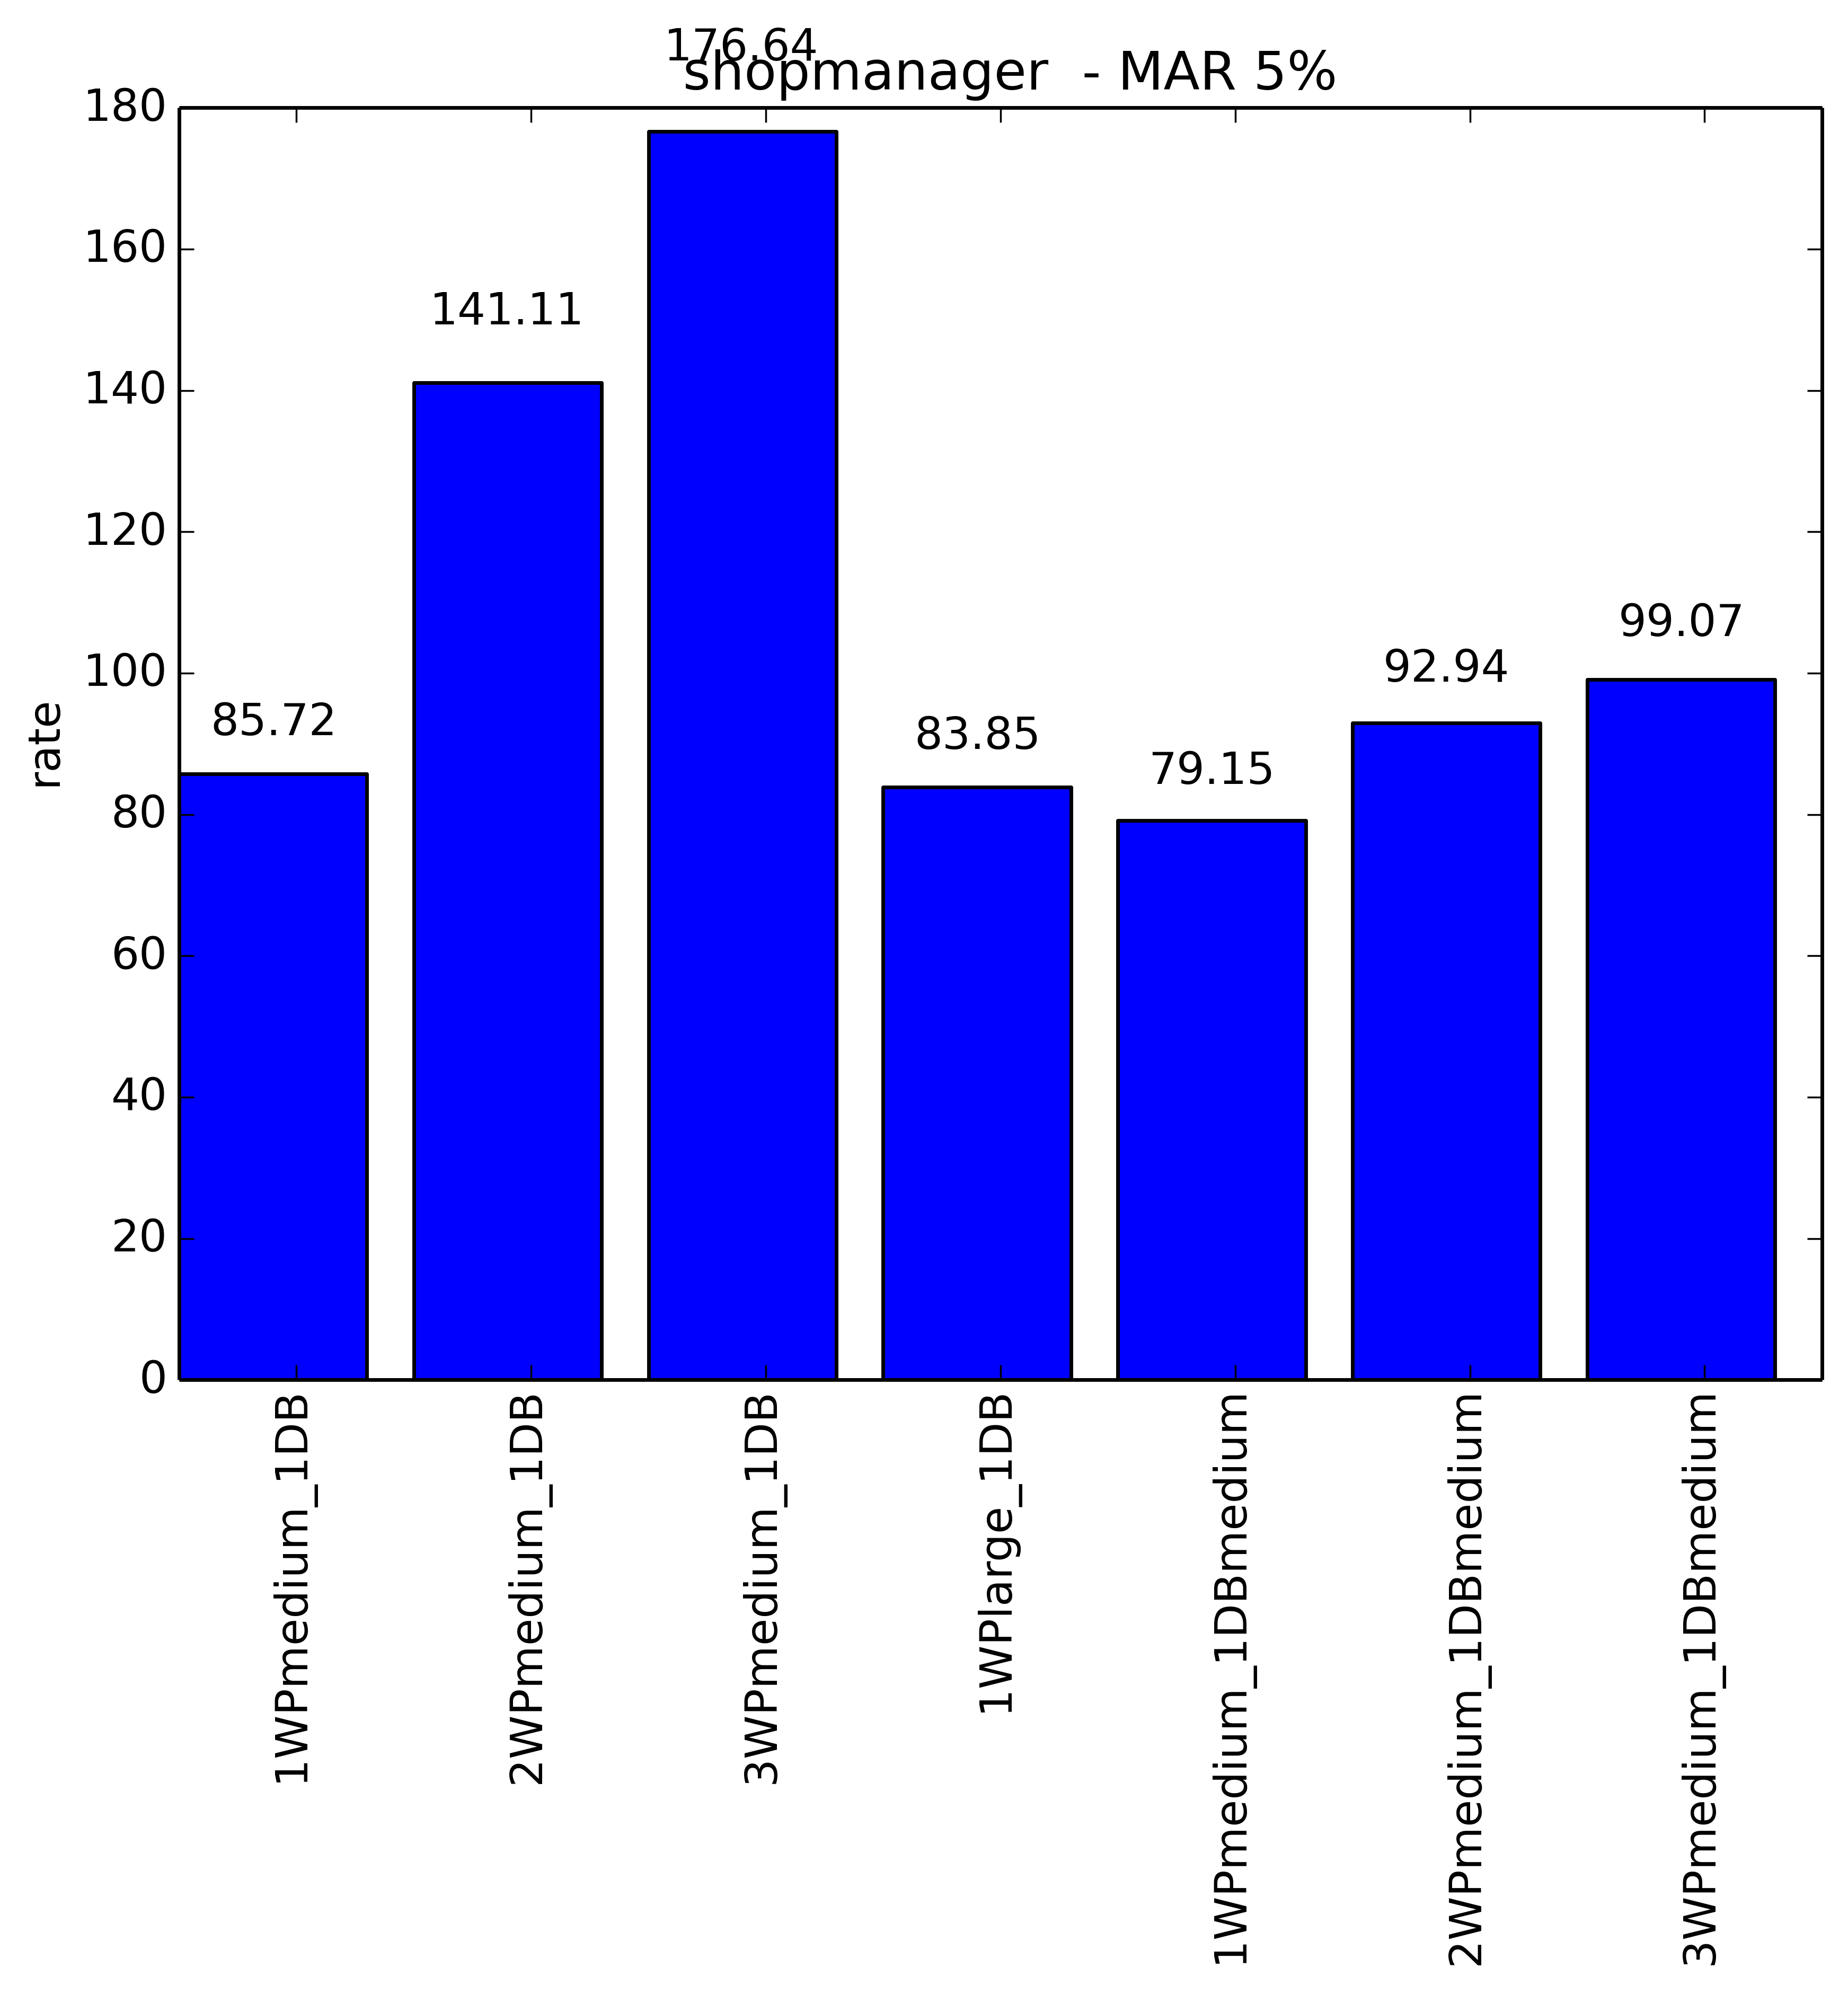 176.64
shopmanager - MAR 5%
180
160
140
120
100
80
60
40
20
0
rate
85.72
141.11
83.85
79.15
92.94
99.07
1WPmedium_1DB
2WPmedium_1DB
3WPmedium_1DB
1WPlarge_1DB
1WPmedium_1DBmedium
2WPmedium_1DBmedium
3WPmedium_1DBmedium